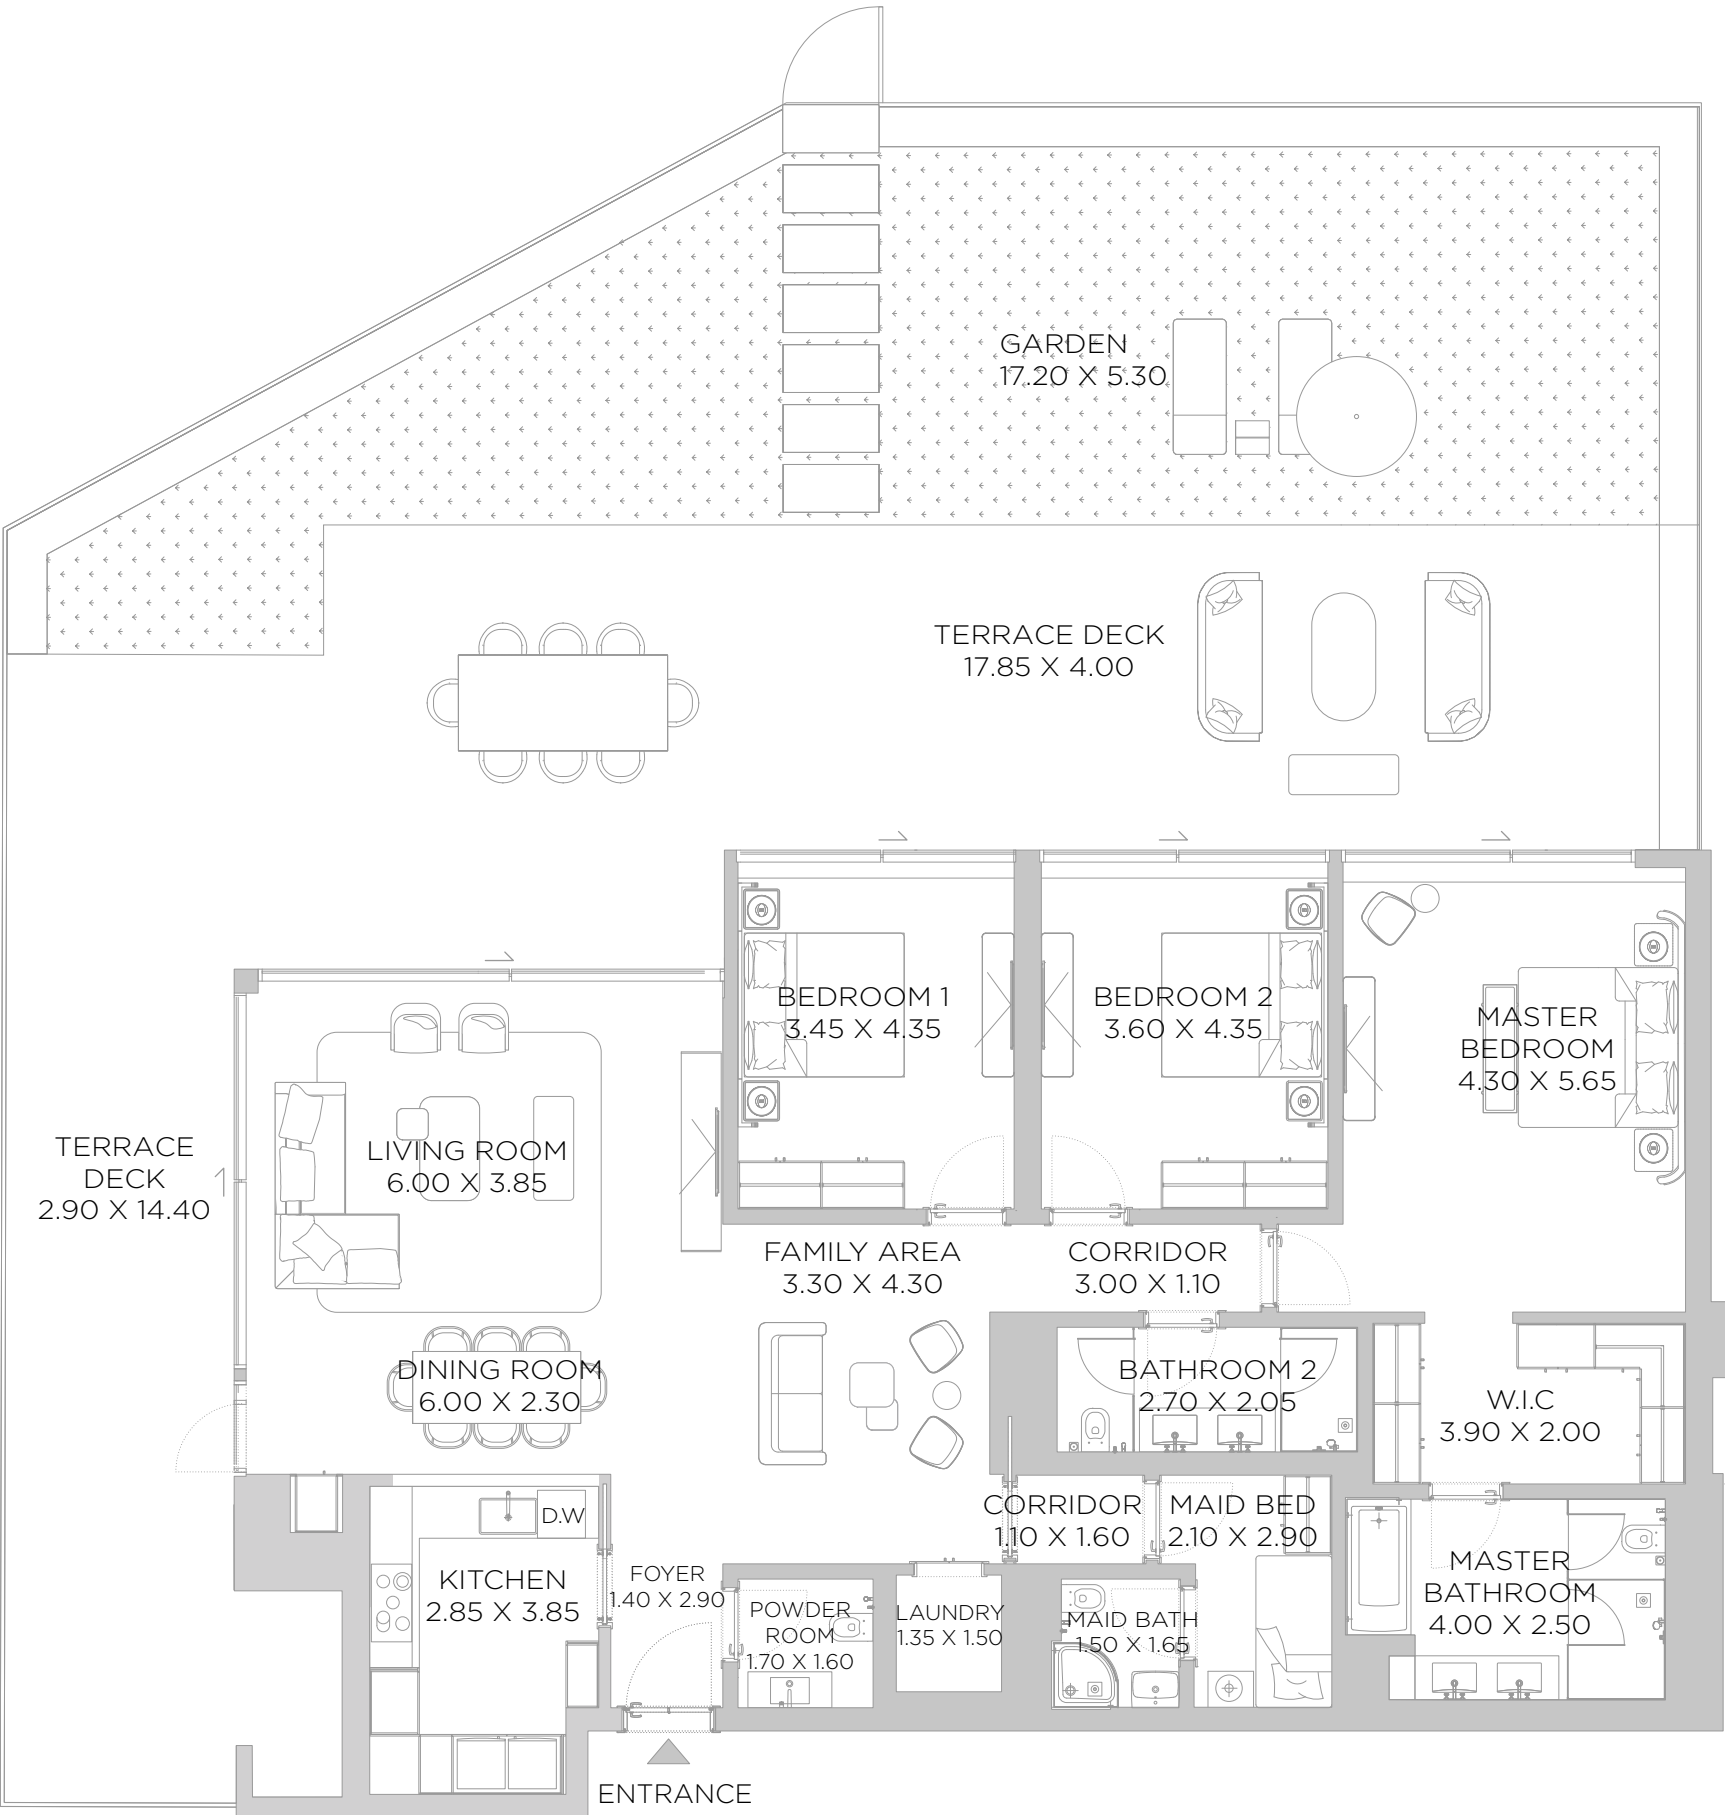 GARDEN
17.20 X 5.30
TERRACE DECK
17.85 X 4.00
BEDROOM 1
3.45 X 4.35
BEDROOM 2
3.60 X 4.35
MASTER
BEDROOM
4.30 X 5.65
TERRACE
DECK
2.90 X 14.40
LIVING ROOM
6.00 X 3.85
FAMILY AREA
3.30 X 4.30
CORRIDOR
3.00 X 1.10
DINING ROOM
6.00 X 2.30
BATHROOM 2
2.70 X 2.05
W.I.C
3.90 X 2.00
D.W
CORRIDOR
1.10 X 1.60
MAID BED
2.10 X 2.90
KITCHEN
2.85 X 3.85
FOYER
1.40 X 2.90
POWDER
ROOM
1.70 X 1.60
LAUNDRY
1.35 X 1.50
MAID BATH
1.50 X 1.65
MASTER
BATHROOM
4.00 X 2.50
ENTRANCE